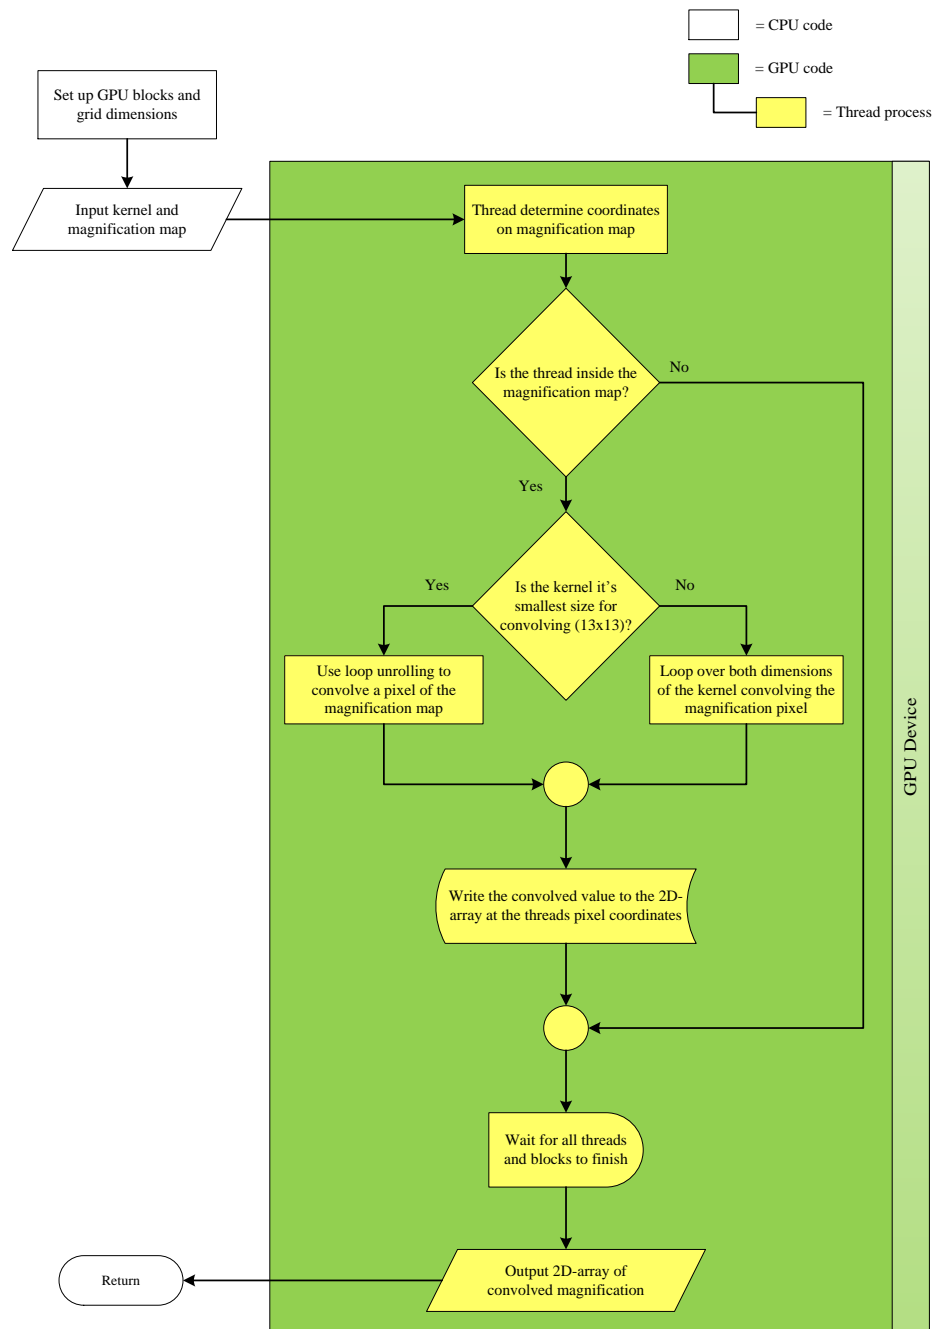 = CPU code
= GPU code
= Thread process
Set up GPU blocks and
grid dimensions
Input kernel and
magnification map
Thread determine coordinates
on magnification map
Is the thread inside the
magnification map?
No
Yes
Is the kernel it's
smallest size for
convolving (13x13)?
Yes
No
Use loop unrolling to
convolve a pixel of the
magnification map
Loop over both dimensions
of the kernel convolving the
magnification pixel
GPU Device
Write the convolved value to the 2D-
array at the threads pixel coordinates
Wait for all threads
and blocks to finish
Output 2D-array of
convolved magnification
Return